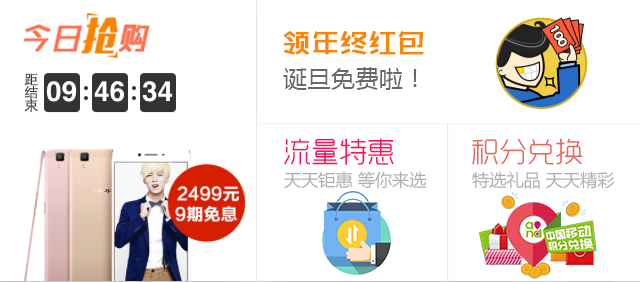 今日抢购
距结束 09:46:34
2499元
9期免息
领年终红包
诞旦免费啦！
100
流量特惠
天天钜惠 等你来选
积分兑换
特选礼品 天天精彩
and
中国移动
积分兑换